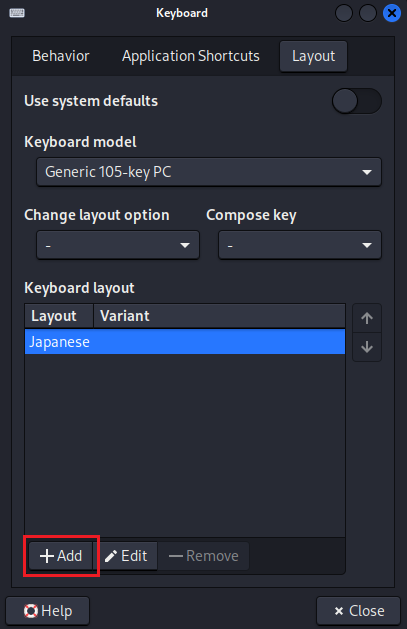 Keyboard
Behavior Application Shortcuts Layout
Use system defaults
Keyboard model
Generic 105-key PC
Change layout option Compose key
- -
Keyboard layout
Layout Variant
Japanese
Add Edit Remove
Help Close